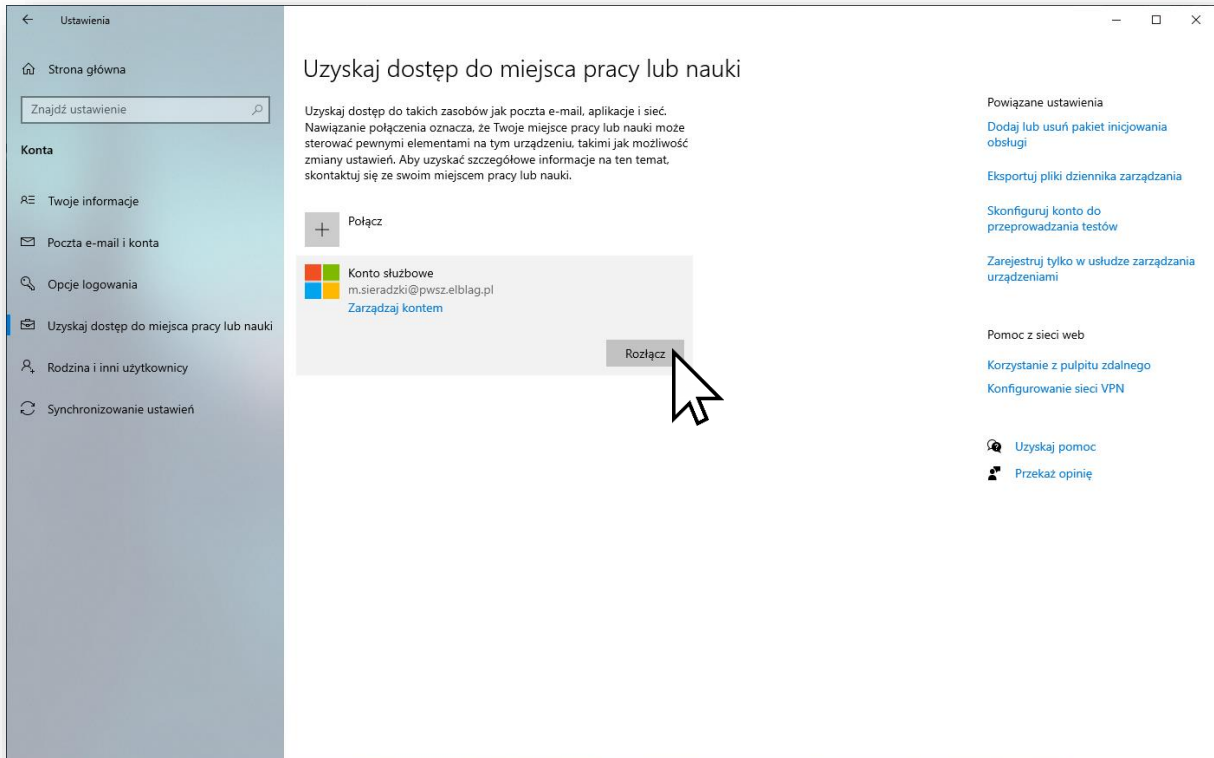 Ustawienia
Strona główna
Znajdź ustawienie
Konta
Twoje informacje
Poczta e-mail i konta
Opcje logowania
Uzyskaj dostęp do miejsca pracy lub nauki
Rodzina i inni użytkownicy
Synchronizowanie ustawień
Uzyskaj dostęp do miejsca pracy lub nauki
Uzyskaj dostęp do takich zasobów jak poczta e-mail, aplikacje i sieć.
Nawiązanie połączenia oznacza, że Twoje miejsce pracy lub nauki może
sterować pewnymi elementami na tym urządzeniu, takimi jak możliwość
zmiany ustawień. Aby uzyskać szczegółowe informacje na ten temat,
skontaktuj się ze swoim miejscem pracy lub nauki.
Połącz
Konto służbowe
m.sieradzki@pwsz.elblag.pl
Zarządzaj kontem
Rozłącz
Powiązane ustawienia
Dodaj lub usuń pakiet inicjowania
obsługi
Eksportuj pliki dziennika zarządzania
Skonfiguruj konto do
przeprowadzania testów
Zarejestruj tylko w usłudze zarządzania
urządzeniami
Pomoc z sieci web
Korzystanie z pulpitu zdalnego
Konfigurowanie sieci VPN
Uzyskaj pomoc
Przekaż opinię